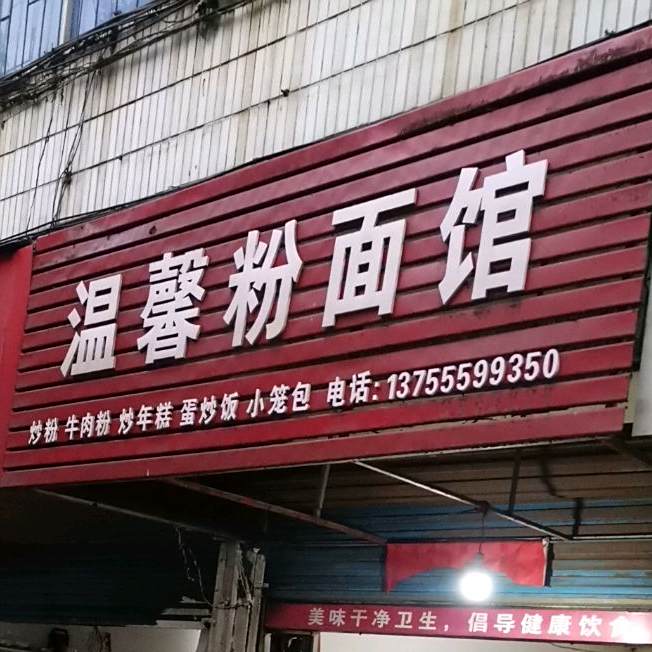 温馨粉面馆
炒粉 牛肉粉 炒年糕 蛋炒饭 小笼包 电话: 13755599350
美味干净卫生，倡导健康饮食